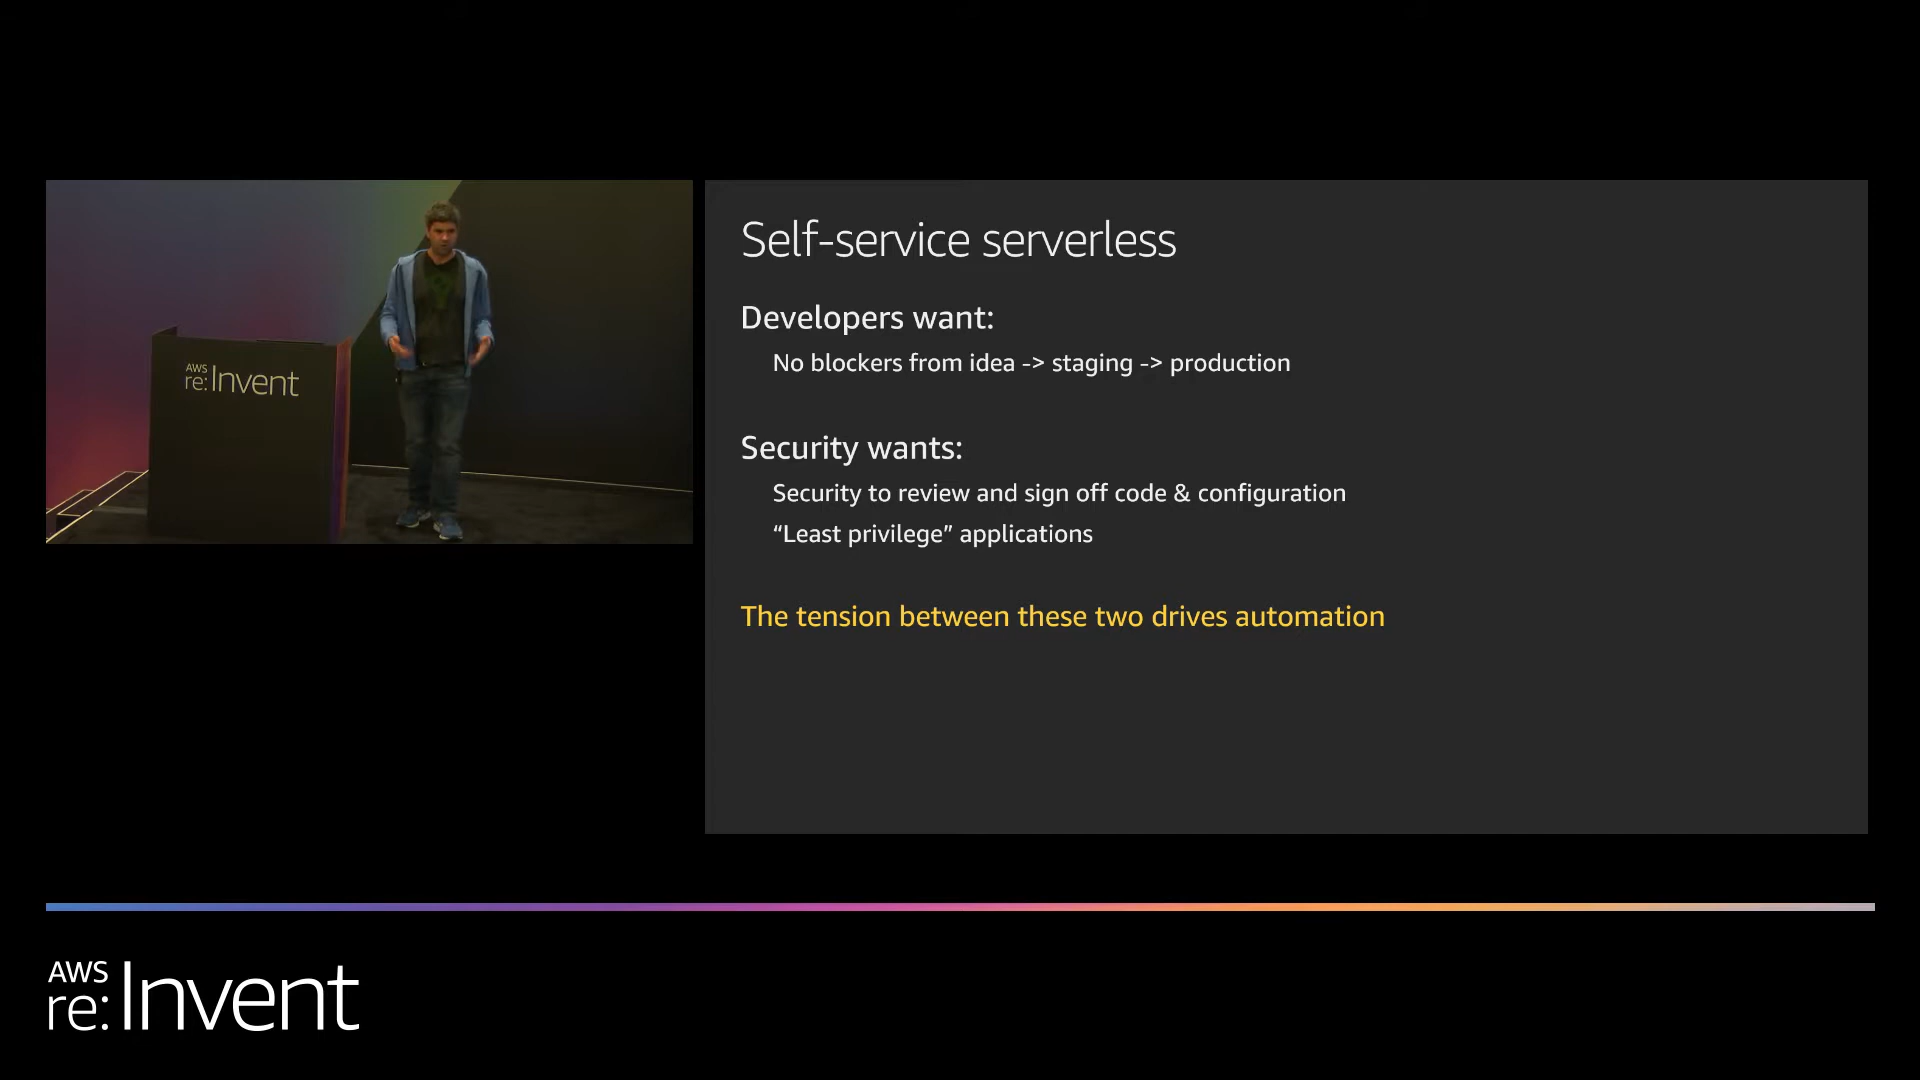 AWS
re:Invent
Self-service serverless
Developers want:
No blockers from idea -> staging -> production
Security wants:
Security to review and sign off code & configuration
“Least privilege” applications
The tension between these two drives automation
AWS
re:Invent